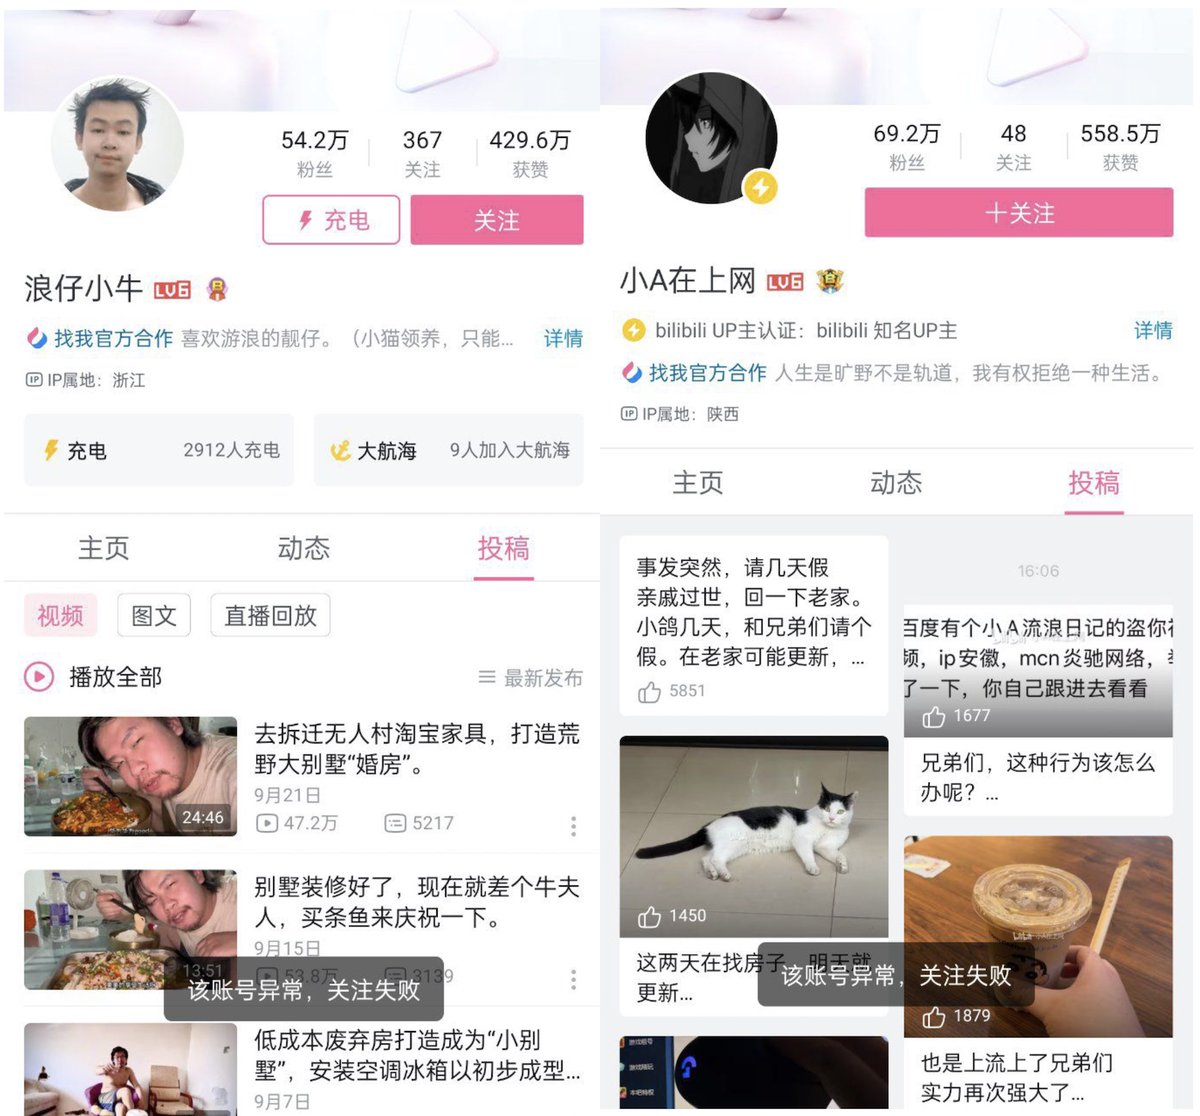 54.2万
367
429.6万
粉丝
关注
获赞
充电
关注
浪仔小牛 LV6
找我官方合作 喜欢游浪的靓仔。（小猫领养，只能... 详情
IP IP属地：浙江
充电 2912人充电
大航海 9人加入大航海
主页
动态
投稿
视频
图文
直播回放
播放全部
最新发布
去拆迁无人村淘宝家具，打造荒
野大别墅“婚房”。
9月21日
24:46
47.2万
5217
别墅装修好了，现在就差个牛夫
人，买条鱼来庆祝一下。
9月15日
13:51
53.8万
3139
该账号异常，关注失败
低成本废弃房打造成为“小别
墅”，安装空调冰箱以初步成型...
9月7日
69.2万
48
558.5万
粉丝
关注
获赞
十关注
小A在上网 LV6
bilibili UP主认证：bilibili 知名UP主 详情
找我官方合作 人生是旷野不是轨道，我有权拒绝一种生活。
IP IP属地：陕西
主页
动态
投稿
事发突然，请几天假
亲戚过世，回一下老家。
小鸽几天，和兄弟们请个
假。在老家可能更新，...
5851
1450
这两天在找房子，明天就
更新...
16:06
百度有个小A流浪日记的盗你视
频，ip安徽，mcn炎驰网络，举
了一下，你自己跟进去看看
1677
兄弟们，这种行为该怎么
办呢？...
1879
该账号异常，关注失败
也是上流上了兄弟们
实力再次强大了...